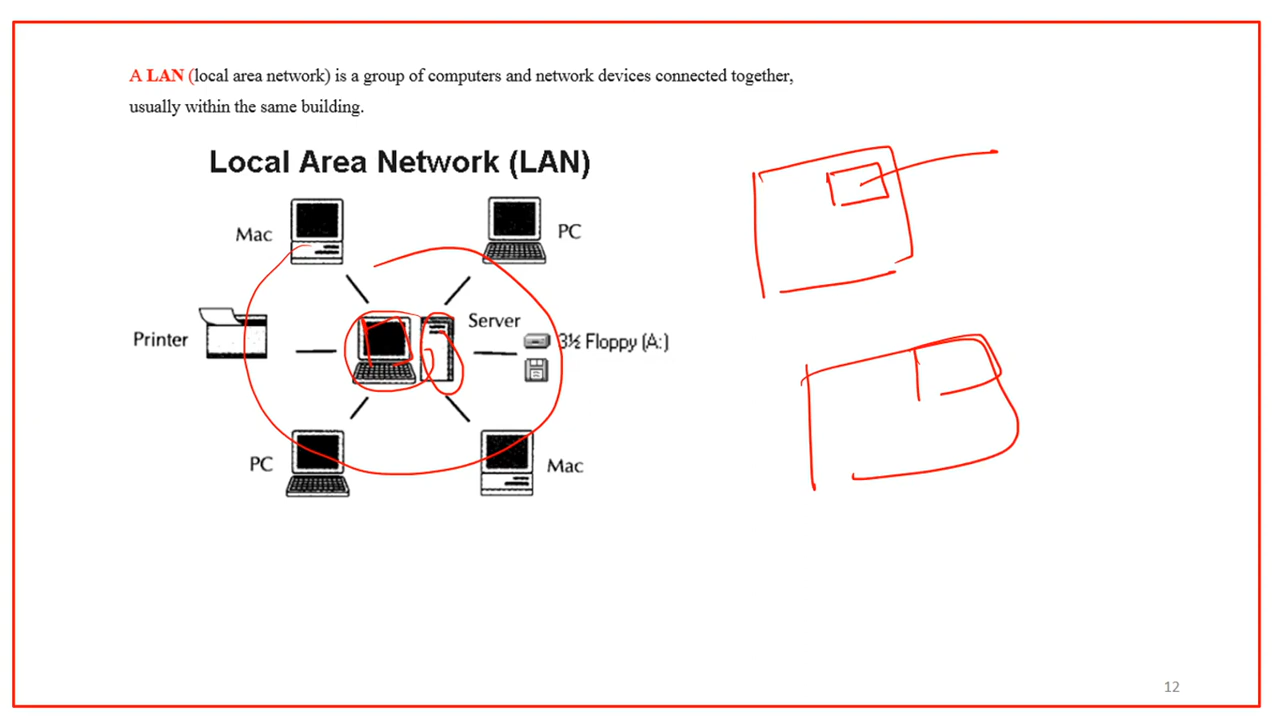 A LAN (local area network) is a group of computers and network devices connected together,
usually within the same building.
Local Area Network (LAN)
Mac
PC
Printer
Server
3½ Floppy (A:)
PC
Mac
12